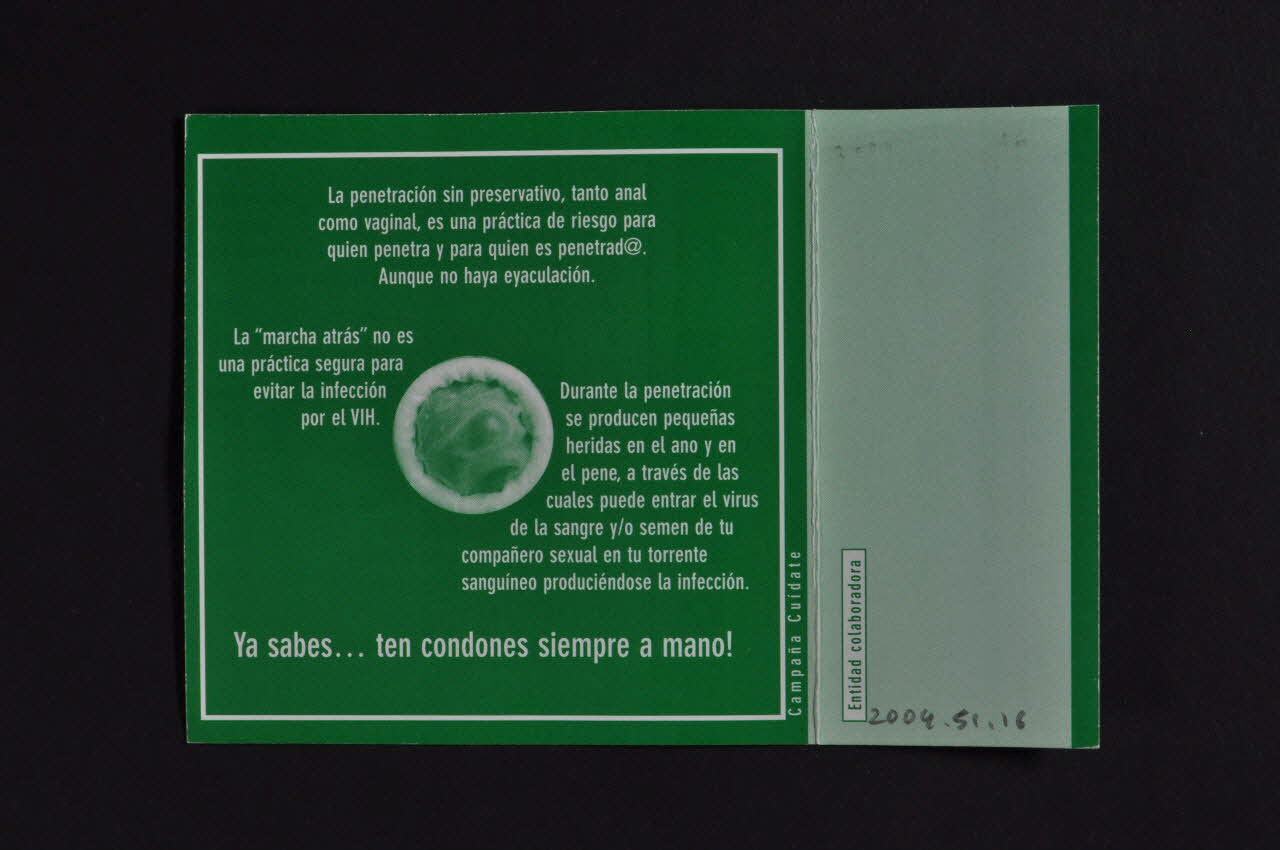 La penetración sin preservativo, tanto anal
como vaginal, es una práctica de riesgo para
quien penetra y para quien es penetrad@.
Aunque no haya eyaculación.
La "marcha atrás" no es
una práctica segura para
evitar la infección
por el VIH.
Durante la penetración
se producen pequeñas
heridas en el ano y en
el pene, a través de las
cuales puede entrar el virus
de la sangre y/o semen de tu
compañero sexual en tu torrente
sanguíneo produciéndose la infección.
Ya sabes... ten condones siempre a mano!
Campaña Cuídate
Entidad colaboradora
2004.51.16